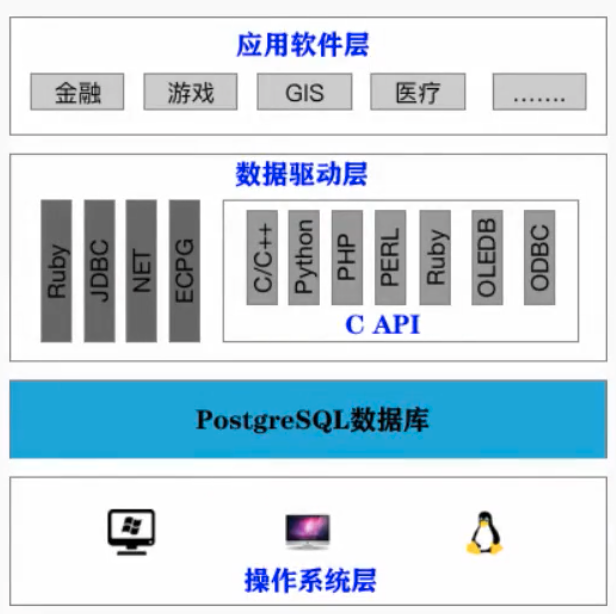 应用软件层
金融 游戏 GIS 医疗 …….
数据驱动层
Ruby
JDBC
NET
ECPG
C/C++
Python
PHP
PERL
Ruby
OLEDB
ODBC
C API
PostgreSQL数据库
操作系统层